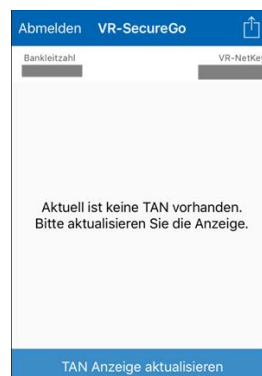 Abmelden VR-SecureGo
Bankleitzahl VR-NetKey
Aktuell ist keine TAN vorhanden.
Bitte aktualisieren Sie die Anzeige.
TAN Anzeige aktualisieren